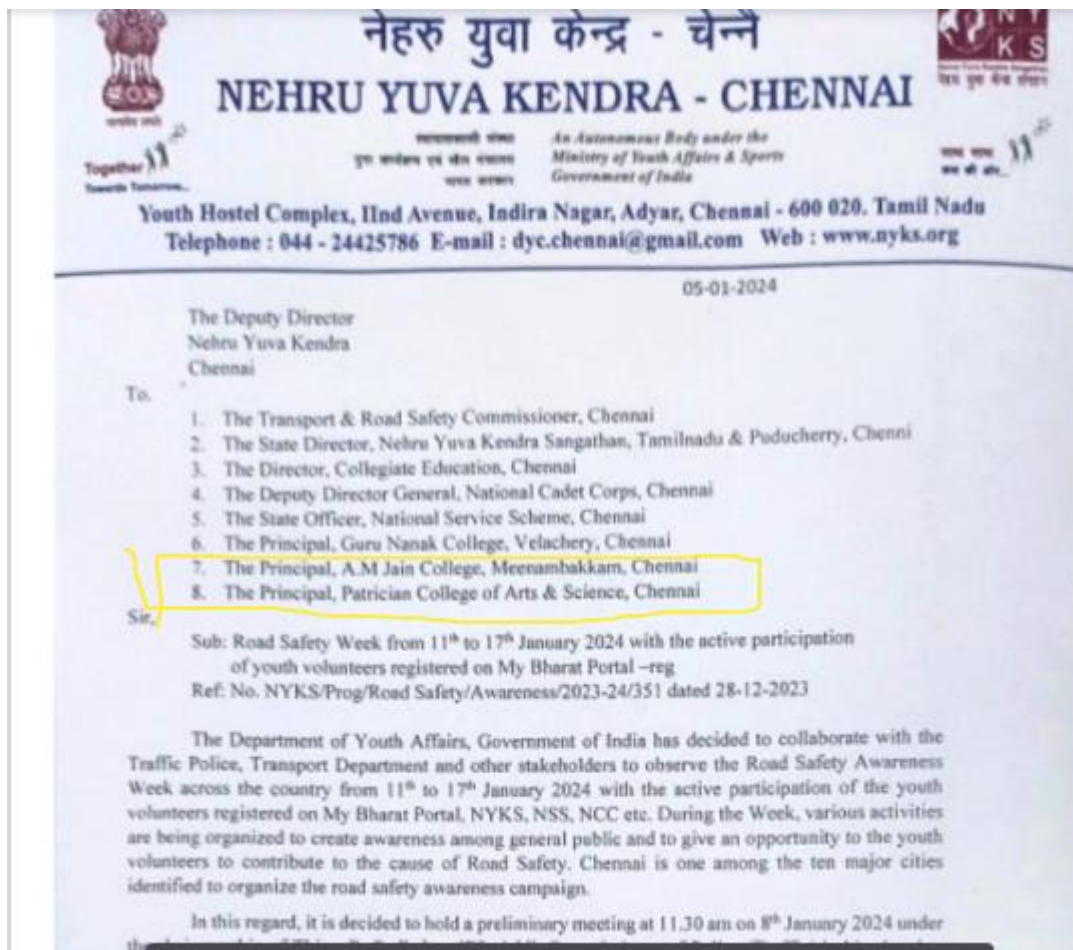 नेहरु युवा केन्द्र - चेन्नै
N Y
K S
NEHRU YUVA KENDRA - CHENNAI
An Autonomous Body under the
Ministry of Youth Affairs & Sports
Government of India
भारत सरकार
Together
Towards Tomorrow...
Youth Hostel Complex, IInd Avenue, Indira Nagar, Adyar, Chennai - 600 020. Tamil Nadu
Telephone : 044 - 24425786 E-mail : dyc.chennai@gmail.com Web : www.nyks.org
05-01-2024
The Deputy Director
Nehru Yuva Kendra
Chennai
To.
1. The Transport & Road Safety Commissioner, Chennai
2. The State Director, Nehru Yuva Kendra Sangathan, Tamilnadu & Puducherry, Chenni
3. The Director, Collegiate Education, Chennai
4. The Deputy Director General, National Cadet Corps, Chennai
5. The State Officer, National Service Scheme, Chennai
6. The Principal, Guru Nanak College, Velachery, Chennai
7. The Principal, A.M Jain College, Meenambakkam, Chennai
8. The Principal, Patrician College of Arts & Science, Chennai
Sir,
Sub: Road Safety Week from 11th to 17th January 2024 with the active participation
of youth volunteers registered on My Bharat Portal –reg
Ref: No. NYKS/Prog/Road Safety/Awareness/2023-24/351 dated 28-12-2023
The Department of Youth Affairs, Government of India has decided to collaborate with the
Traffic Police, Transport Department and other stakeholders to observe the Road Safety Awareness
Week across the country from 11th to 17th January 2024 with the active participation of the youth
volunteers registered on My Bharat Portal, NYKS, NSS, NCC etc. During the Week, various activities
are being organized to create awareness among general public and to give an opportunity to the youth
volunteers to contribute to the cause of Road Safety. Chennai is one among the ten major cities
identified to organize the road safety awareness campaign.
In this regard, it is decided to hold a preliminary meeting at 11.30 am on 8th January 2024 under